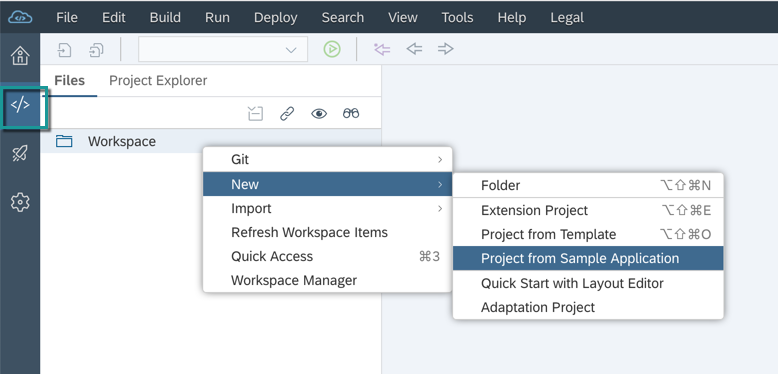 File Edit Build Run Deploy Search View Tools Help Legal
Files Project Explorer
</>
Workspace
Git
New
Import
Refresh Workspace Items
Quick Access ⌘3
Workspace Manager
Folder ⌥⇧⌘N
Extension Project ⌥⇧⌘E
Project from Template ⌥⇧⌘O
Project from Sample Application
Quick Start with Layout Editor
Adaptation Project